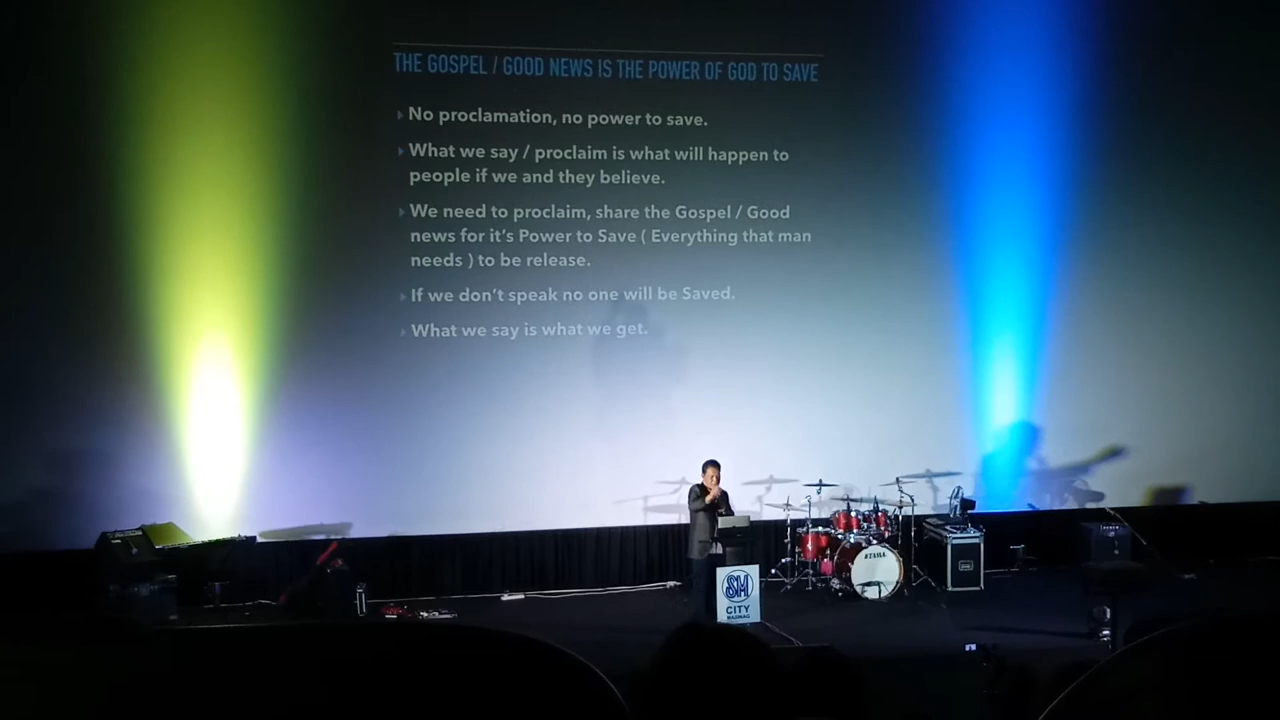 THE GOSPEL / GOOD NEWS IS THE POWER OF GOD TO SAVE
No proclamation, no power to save.
What we say / proclaim is what will happen to
people if we and they believe.
We need to proclaim, share the Gospel / Good
news for it's Power to Save ( Everything that man
needs ) to be release.
If we don't speak no one will be Saved.
What we say is what we get.
TAMA
SM
CITY
MASINAG